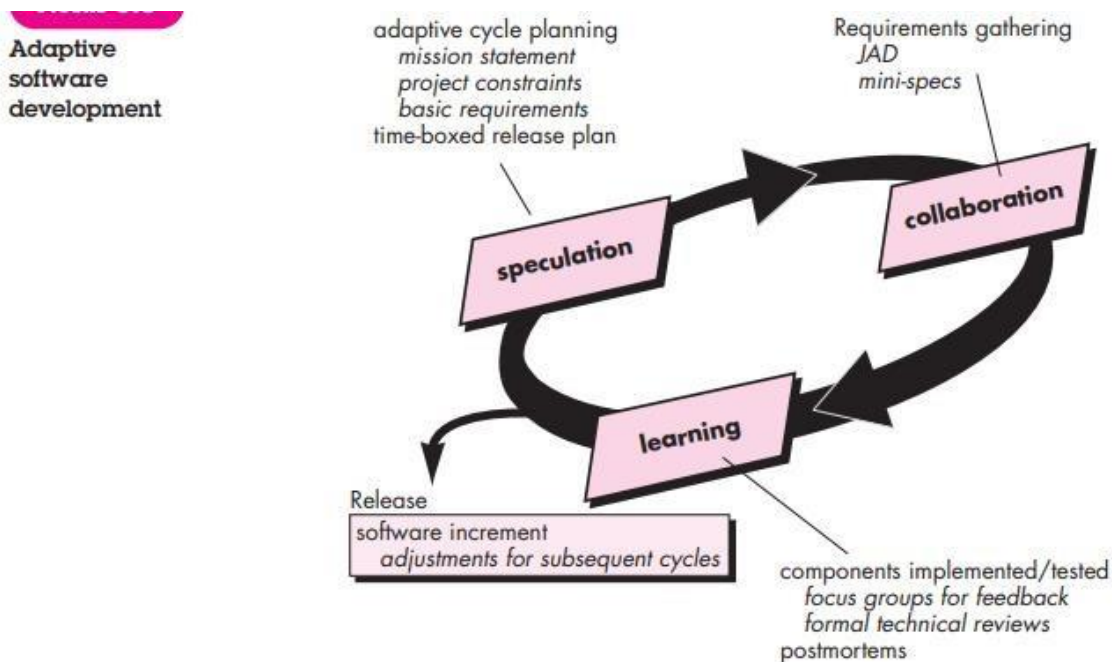 Adaptive
software
development
adaptive cycle planning
mission statement
project constraints
basic requirements
time-boxed release plan
Requirements gathering
JAD
mini-specs
speculation
collaboration
learning
Release
software increment
adjustments for subsequent cycles
components implemented/tested
focus groups for feedback
formal technical reviews
postmortems